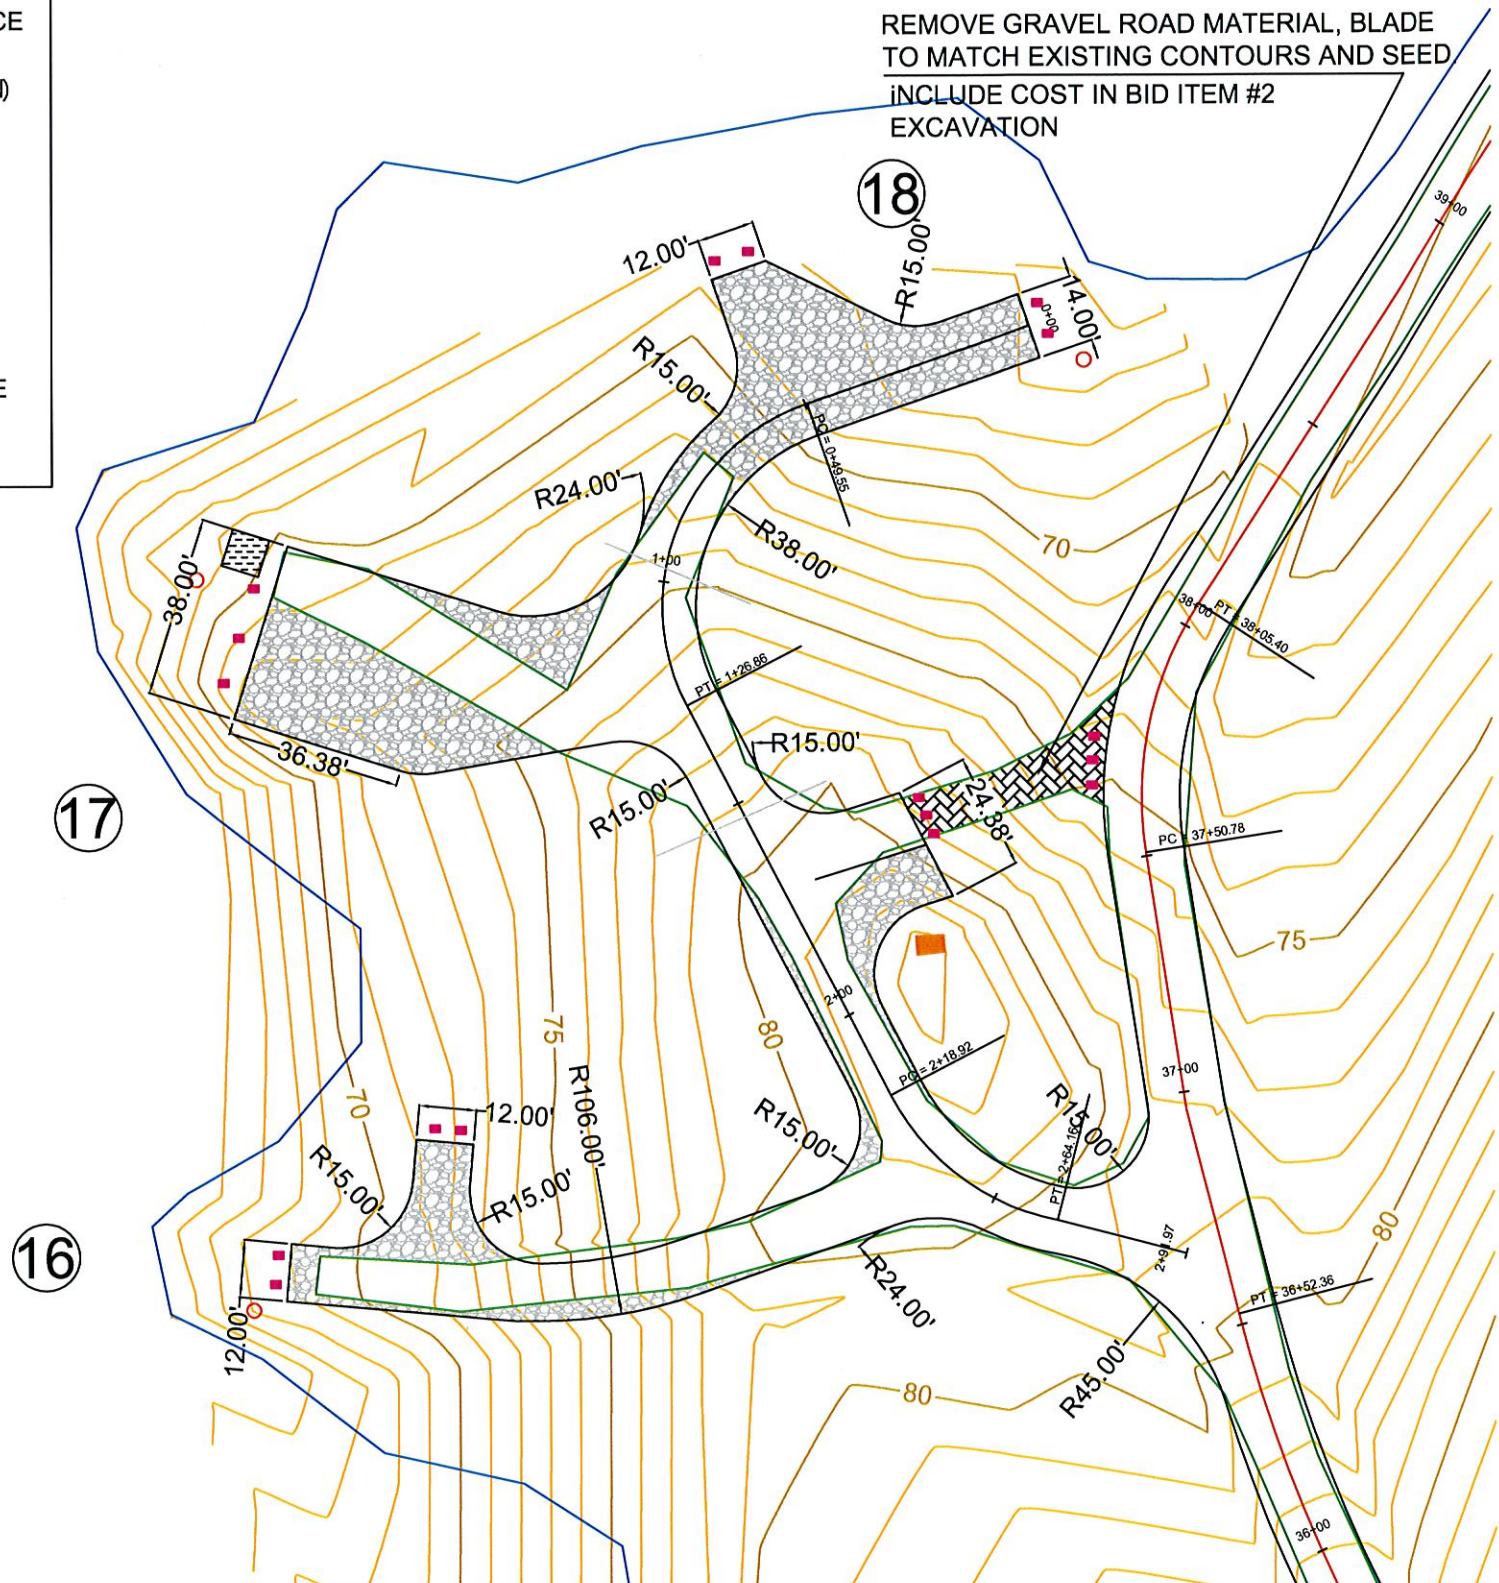 CE
REMOVE GRAVEL ROAD MATERIAL, BLADE
TO MATCH EXISTING CONTOURS AND SEED.
iNCLUDE COST IN BID ITEM #2
EXCAVATION
E
18
12.00'
R15.00'
14.00'
0+00
39+00
R15.00'
PC = 0+49.55
R24.00'
R38.00'
70
1+00
38.00'
38+00
PT = 38+05.40
PT = 1+26.86
R15.00'
36.38'
R15.00'
24.38'
17
PC = 37+50.78
75
2+00
80
75
PC = 2+18.92
37+00
70
12.00'
R106.00'
R15.00'
R15.00'
PT = 2+64.16
R15.00'
R15.00'
80
16
2+91.97
R24.00'
PT = 36+52.36
12.00'
R45.00'
80
36+00